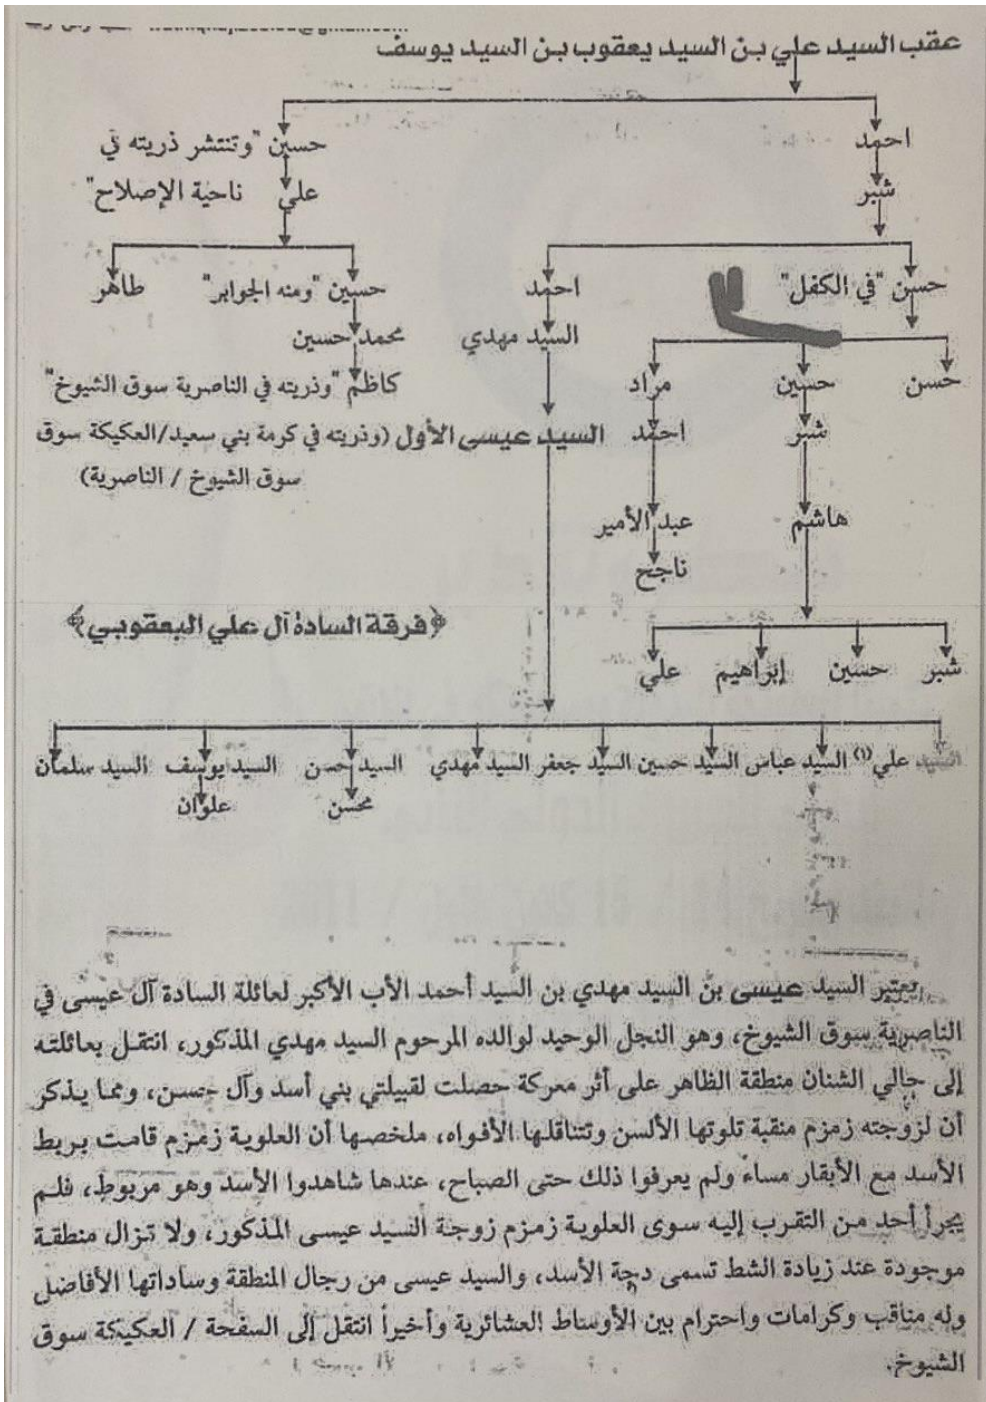 عقب السيد علي بن السيد يعقوب بن السيد يوسف
احمد
حسين "وتنتشر ذريته في
شبر
علي ناحية الإصلاح"
حسن "في الكفل"
احمد
حسين "ومنه الجوابر"
طاهر
السيد مهدي
محمد حسين
حسن
حسين
مراد
كاظم "وذريته في الناصرية سوق الشيوخ"
شبر
احمد
السيد عيسى الأول (وذريته في كرمة بني سعيد/العكيكة سوق
سوق الشيوخ / الناصرية)
هاشم
عبد الأمير
ناجح
﴿فرقة السادة آل علي اليعقوبي﴾
شبر
حسين
إبراهيم
علي
السيد علي(١) السيد عباس السيد حسين السيد جعفر السيد مهدي السيد حسن السيد يوسف السيد سلمان
محسن
علوان
يعتبر السيد عيسى بن السيد مهدي بن السيد أحمد الأب الأكبر لعائلة السادة آل عيسى في
الناصرية سوق الشيوخ، وهو النجل الوحيد لوالده المرحوم السيد مهدي المذكور، انتقل بعائلته
إلى جالي الشنان منطقة الظاهر على أثر معركة حصلت لقبيلتي بني أسد وآل حسن، ومما يذكر
أن لزوجته زمزم منقبة تلوتها الألسن وتتناقلها الأفواه، ملخصها أن العلوية زمزم قامت بربط
الأسد مع الأبقار مساءً ولم يعرفوا ذلك حتى الصباح، عندها شاهدوا الأسد وهو مربوط، فلم
يجرأ أحد من التقرب إليه سوى العلوية زمزم زوجة السيد عيسى المذكور، ولا تزال منطقة
موجودة عند زيادة الشط تسمى دجة الأسد، والسيد عيسى من رجال المنطقة وساداتها الأفاضل
وله مناقب وكرامات واحترام بين الأوساط العشائرية وأخيراً انتقل إلى السفحة / العكيكة سوق
الشيوخ.